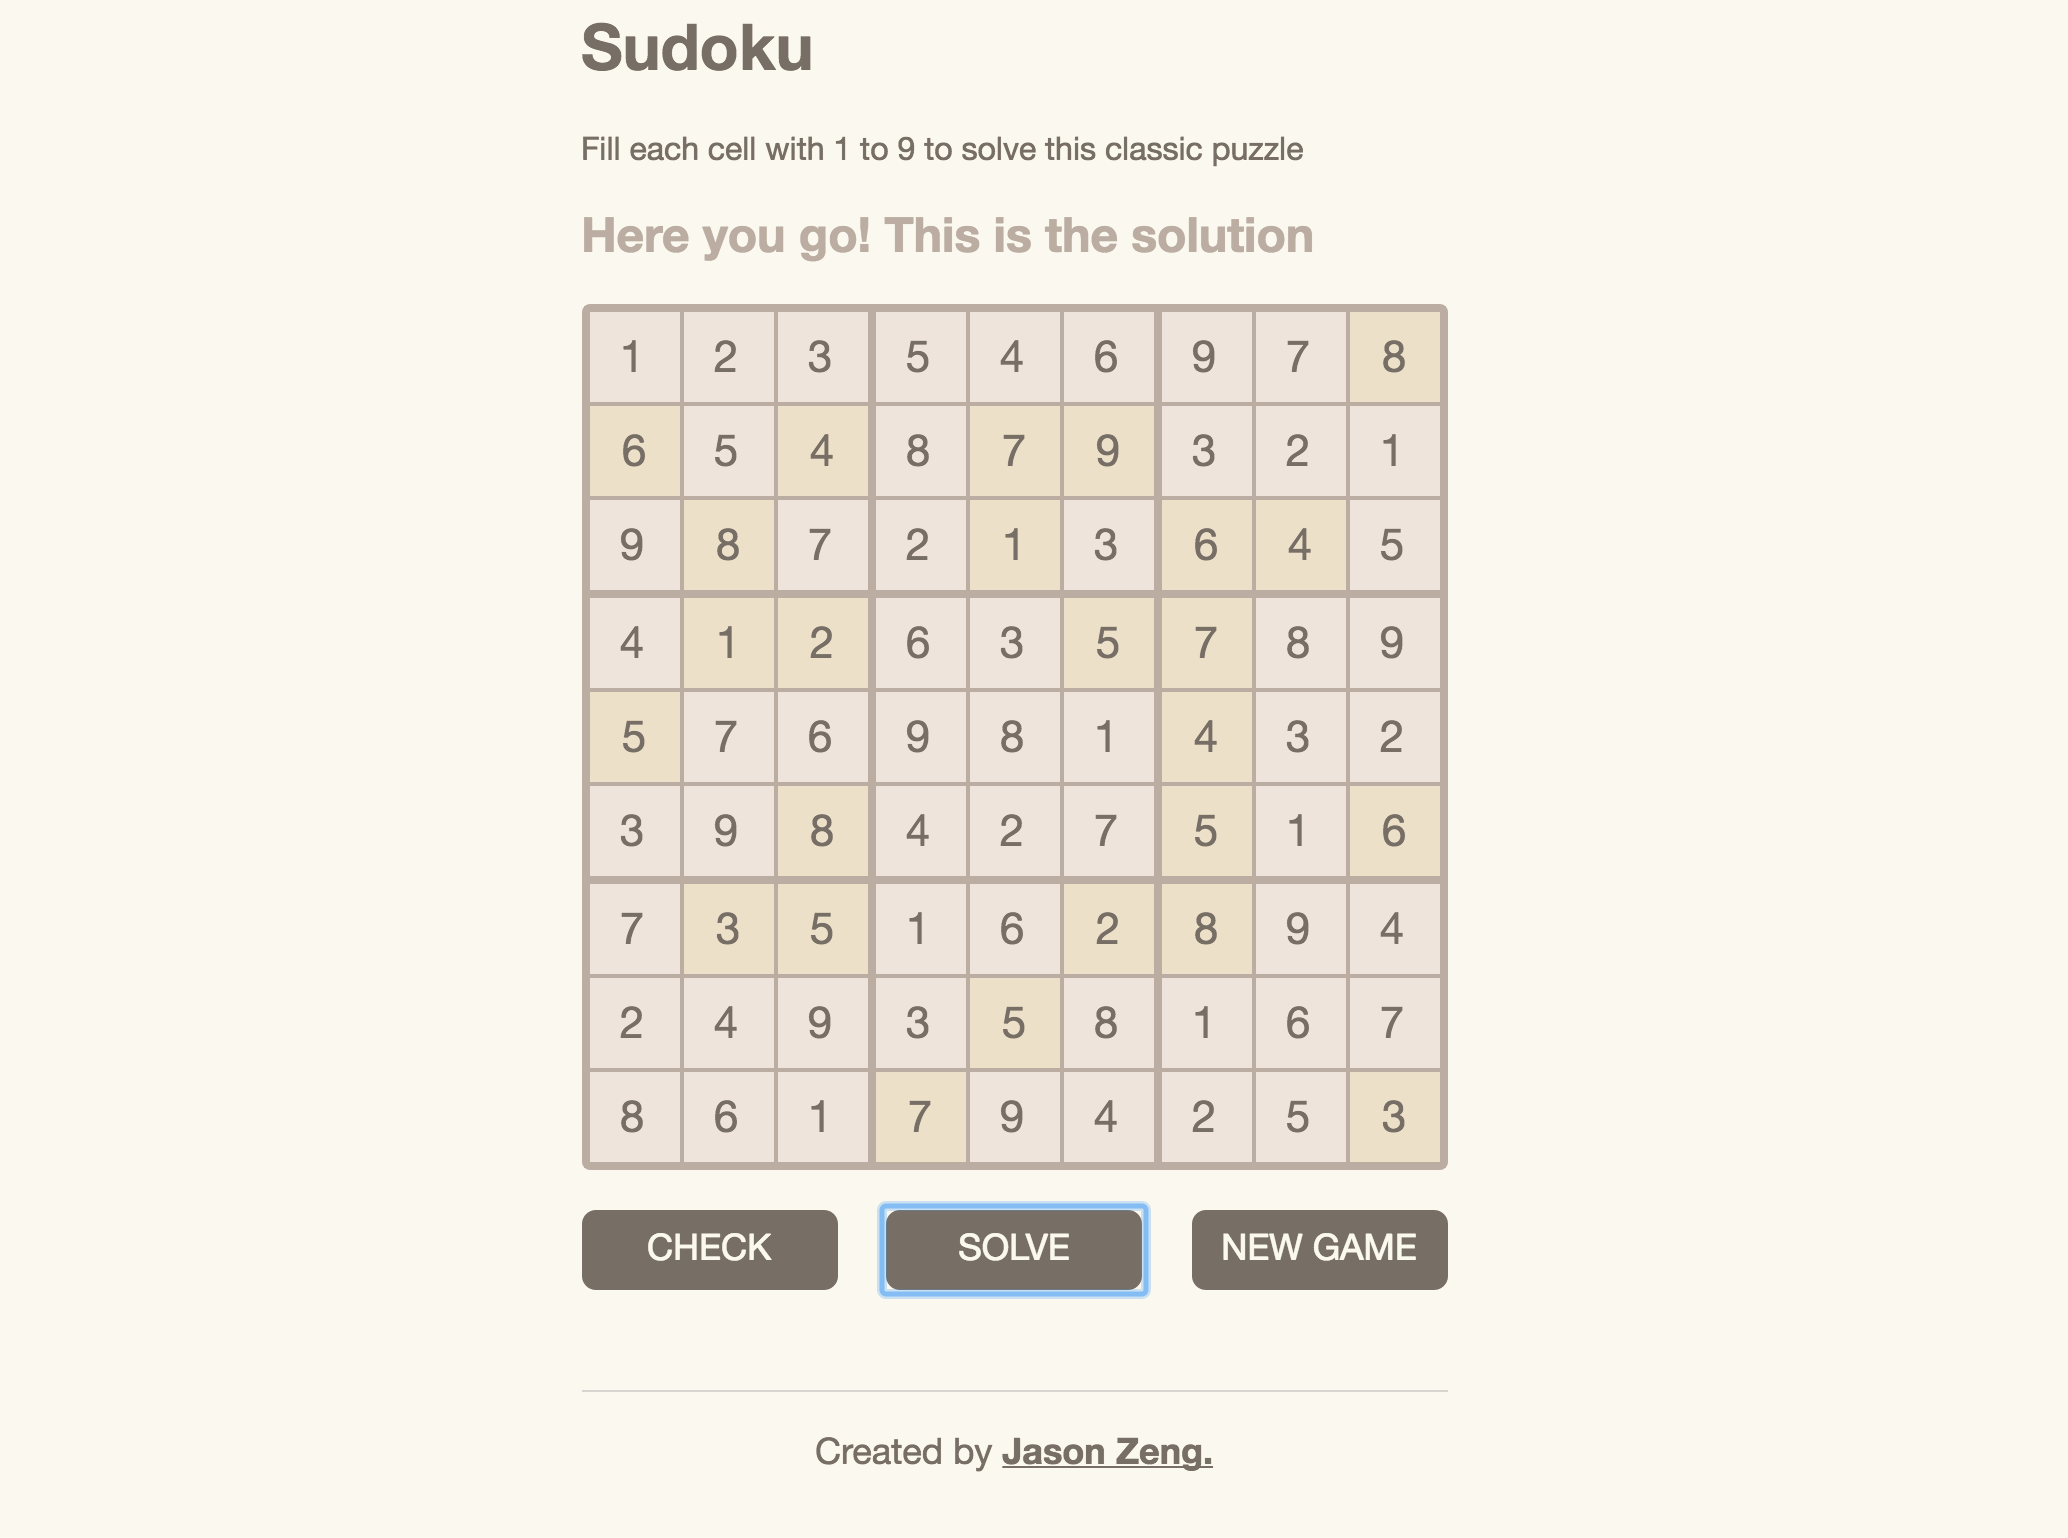 Sudoku
Fill each cell with 1 to 9 to solve this classic puzzle
Here you go! This is the solution
1 2 3 5 4 6 9 7 8
6 5 4 8 7 9 3 2 1
9 8 7 2 1 3 6 4 5
4 1 2 6 3 5 7 8 9
5 7 6 9 8 1 4 3 2
3 9 8 4 2 7 5 1 6
7 3 5 1 6 2 8 9 4
2 4 9 3 5 8 1 6 7
8 6 1 7 9 4 2 5 3
CHECK SOLVE NEW GAME
Created by Jason Zeng.